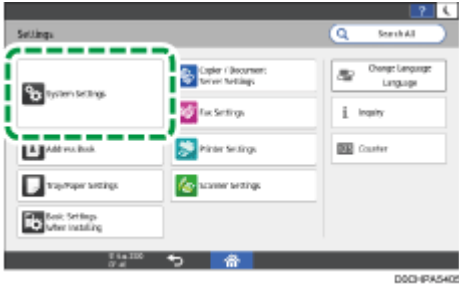 ?
Settings
Search All
System Settings
Copier / Document
Server Settings
Change Language
Language
Fax Settings
Inquiry
Address Book
Printer Settings
Counter
Tray/Paper Settings
Scanner Settings
Basic Settings
When Installing
D0CHPA5405